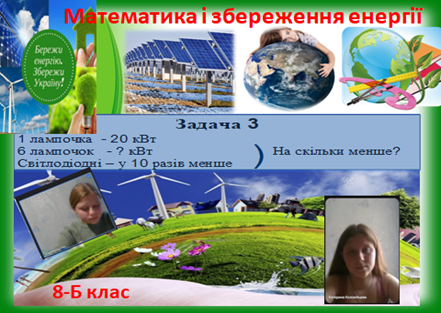 Математика і збереження енергії
Бережи
енергію,
Збережи
Україну!
Задача 3
1 лампочка - 20 кВт
6 лампочок - ? кВт
Світлодіодні – у 10 разів менше
) На скільки менше?
8-Б клас